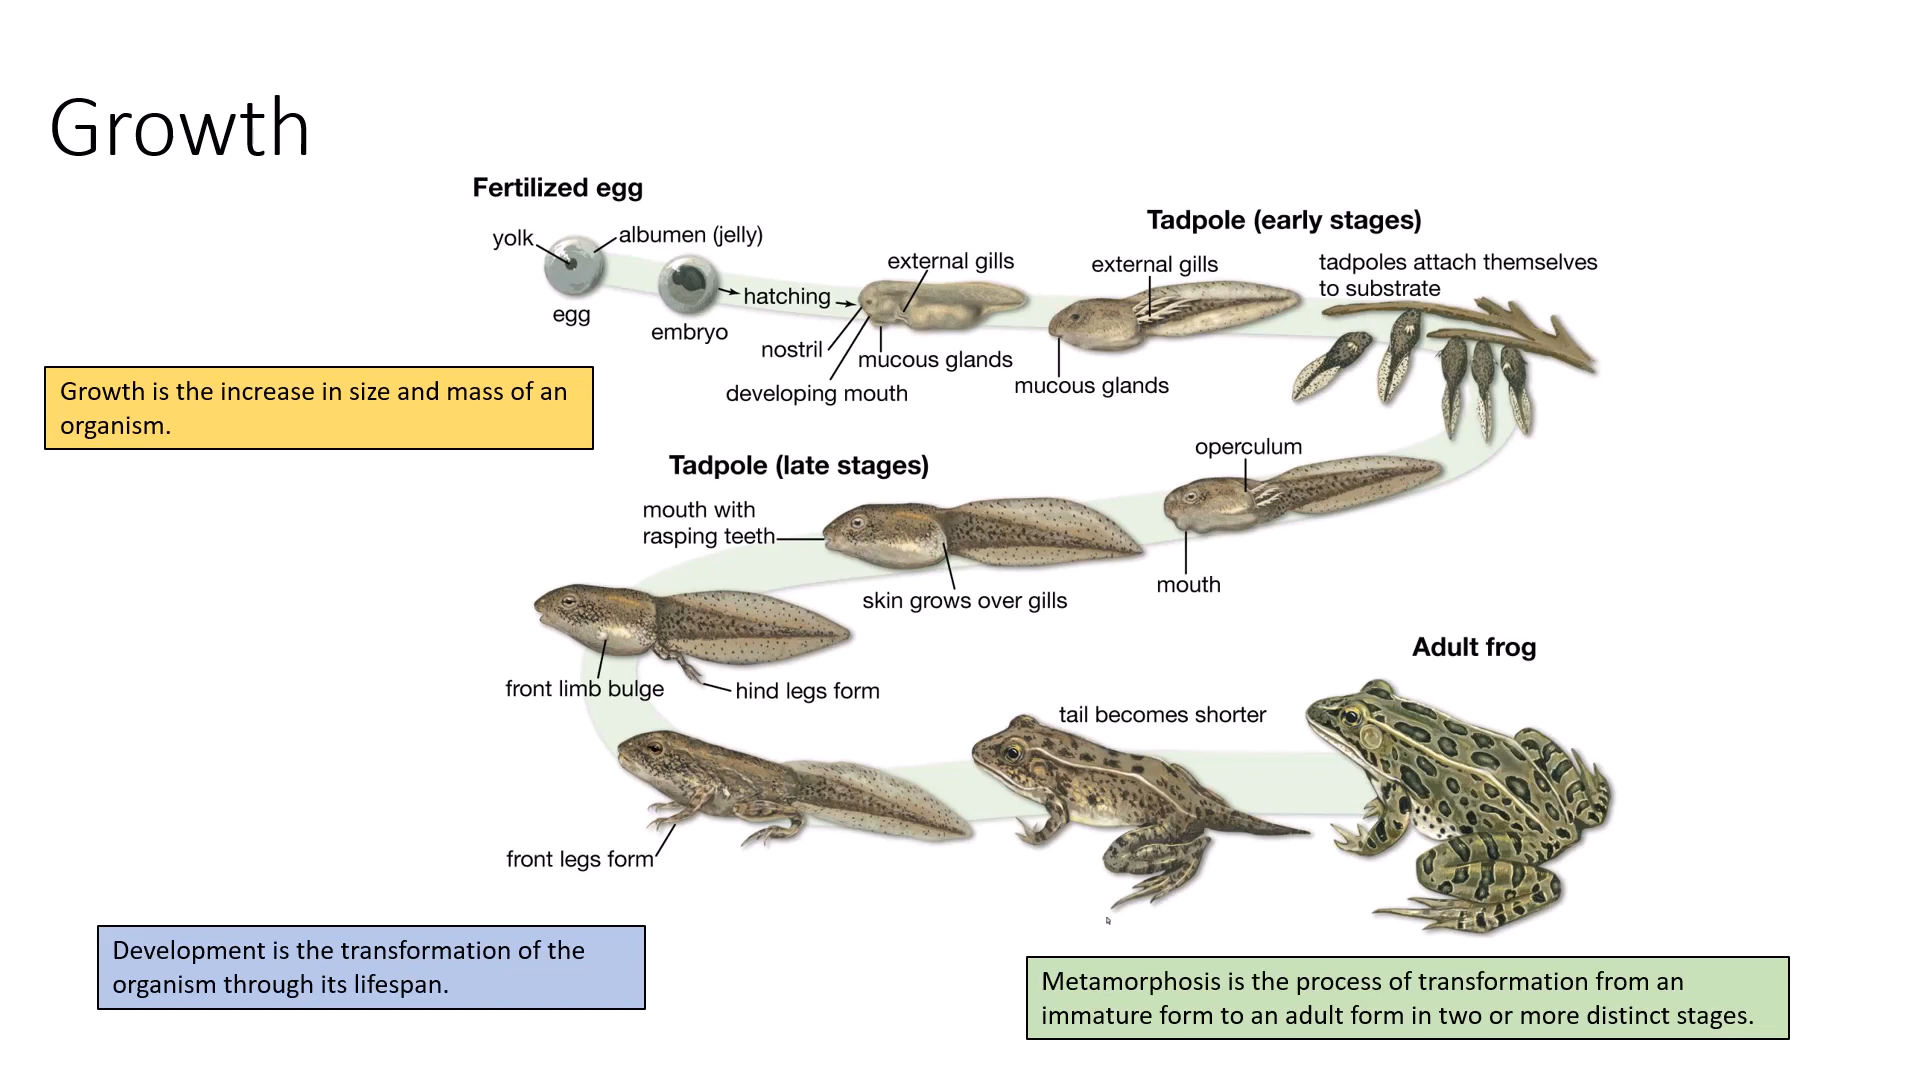 Growth
Fertilized egg
yolk
albumen (jelly)
egg
embryo
hatching
nostril
developing mouth
mucous glands
external gills
Tadpole (early stages)
external gills
mucous glands
tadpoles attach themselves
to substrate
Growth is the increase in size and mass of an
organism.
operculum
mouth
Tadpole (late stages)
mouth with
rasping teeth
skin grows over gills
front limb bulge
hind legs form
front legs form
tail becomes shorter
Adult frog
Development is the transformation of the
organism through its lifespan.
Metamorphosis is the process of transformation from an
immature form to an adult form in two or more distinct stages.